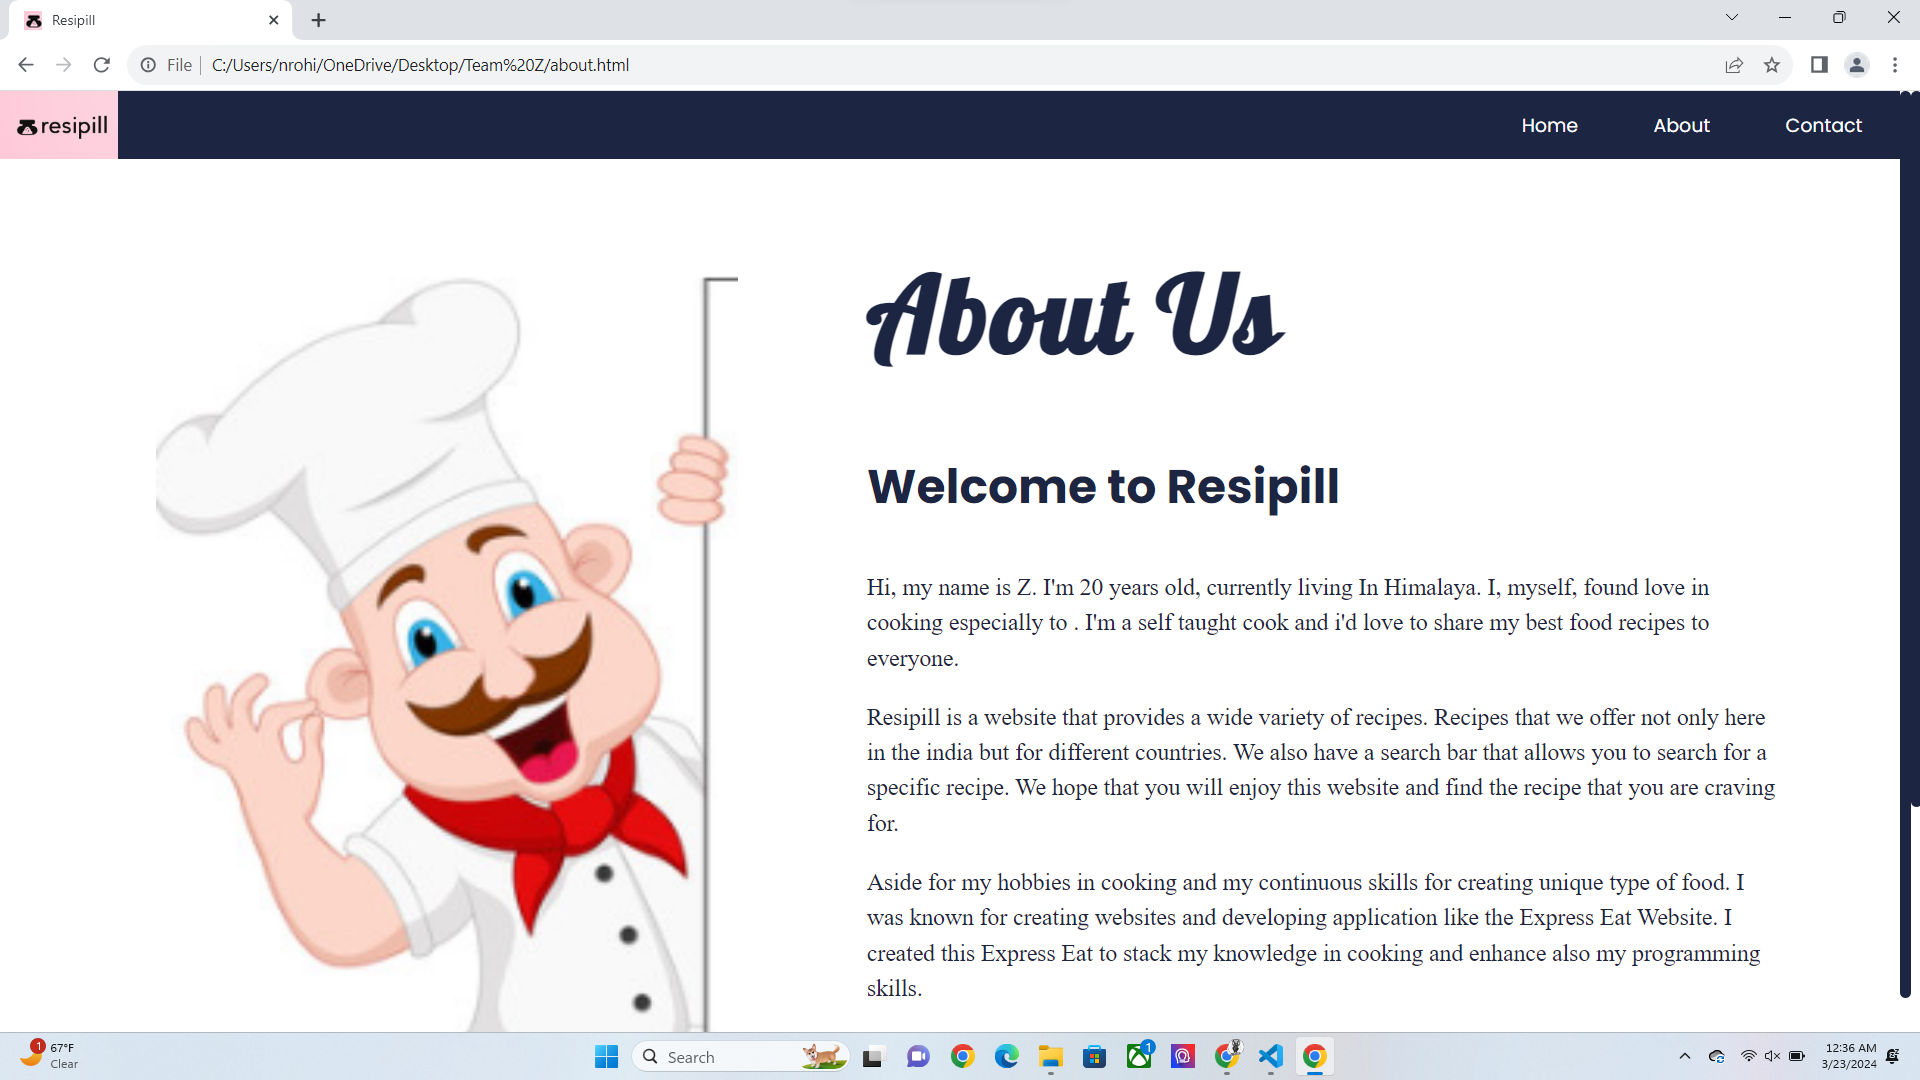 Resipill
File
C:/Users/nrohi/OneDrive/Desktop/Team%20Z/about.html
resipill
Home
About
Contact
About Us
Welcome to Resipill
Hi, my name is Z. I'm 20 years old, currently living In Himalaya. I, myself, found love in
cooking especially to . I'm a self taught cook and i'd love to share my best food recipes to
everyone.
Resipill is a website that provides a wide variety of recipes. Recipes that we offer not only here
in the india but for different countries. We also have a search bar that allows you to search for a
specific recipe. We hope that you will enjoy this website and find the recipe that you are craving
for.
Aside for my hobbies in cooking and my continuous skills for creating unique type of food. I
was known for creating websites and developing application like the Express Eat Website. I
created this Express Eat to stack my knowledge in cooking and enhance also my programming
skills.
1
67°F
Clear
Search
1
12:36 AM
3/23/2024